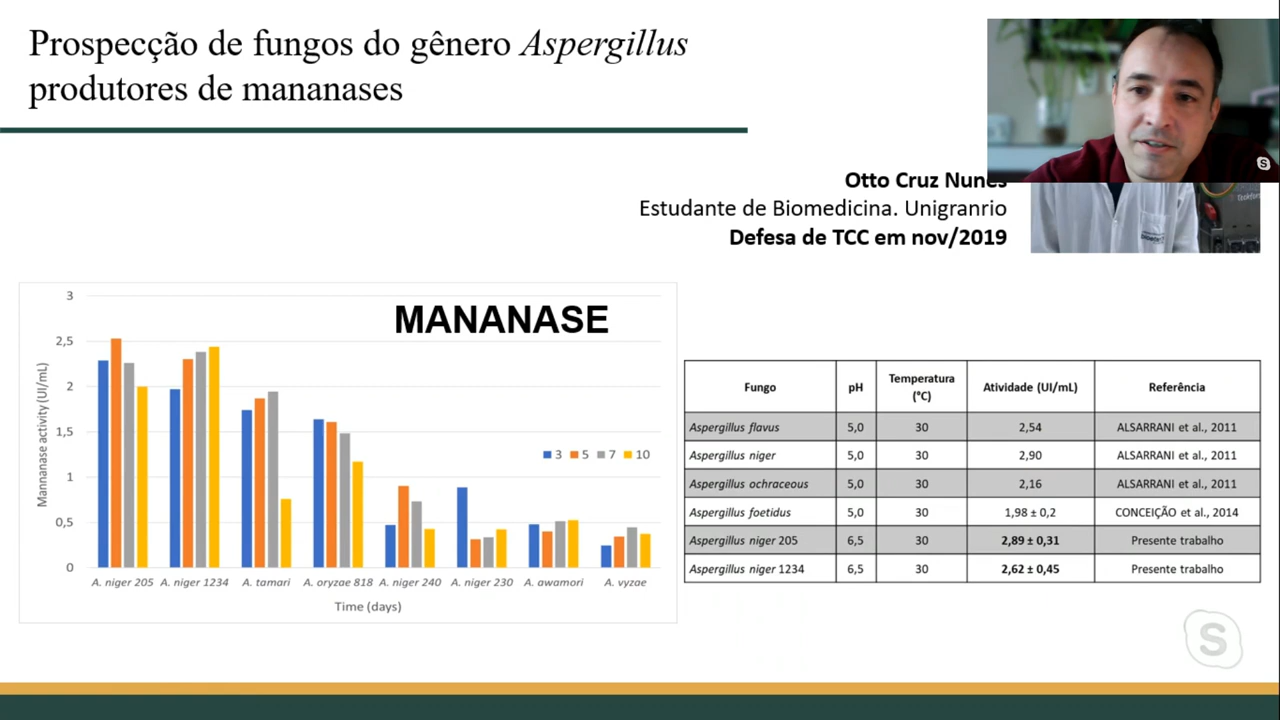 Prospecção de fungos do gênero Aspergillus
produtores de mananases
Otto Cruz Nunes
Estudante de Biomedicina. Unigranrio
Defesa de TCC em nov/2019
MANANASE
Mannanase activity (UI/mL)
3
2,5
2
1,5
1
0,5
0
3 5 7 10
A. niger 205 A. niger 1234 A. tamari A. oryzae 818 A. niger 240 A. niger 230 A. awamori A. vyzae
Time (days)
Fungo pH Temperatura (°C) Atividade (UI/mL) Referência
Aspergillus flavus 5,0 30 2,54 ALSARRANI et al., 2011
Aspergillus niger 5,0 30 2,90 ALSARRANI et al., 2011
Aspergillus ochraceous 5,0 30 2,16 ALSARRANI et al., 2011
Aspergillus foetidus 5,0 30 1,98 ± 0,2 CONCEIÇÃO et al., 2014
Aspergillus niger 205 6,5 30 2,89 ± 0,31 Presente trabalho
Aspergillus niger 1234 6,5 30 2,62 ± 0,45 Presente trabalho
S
S